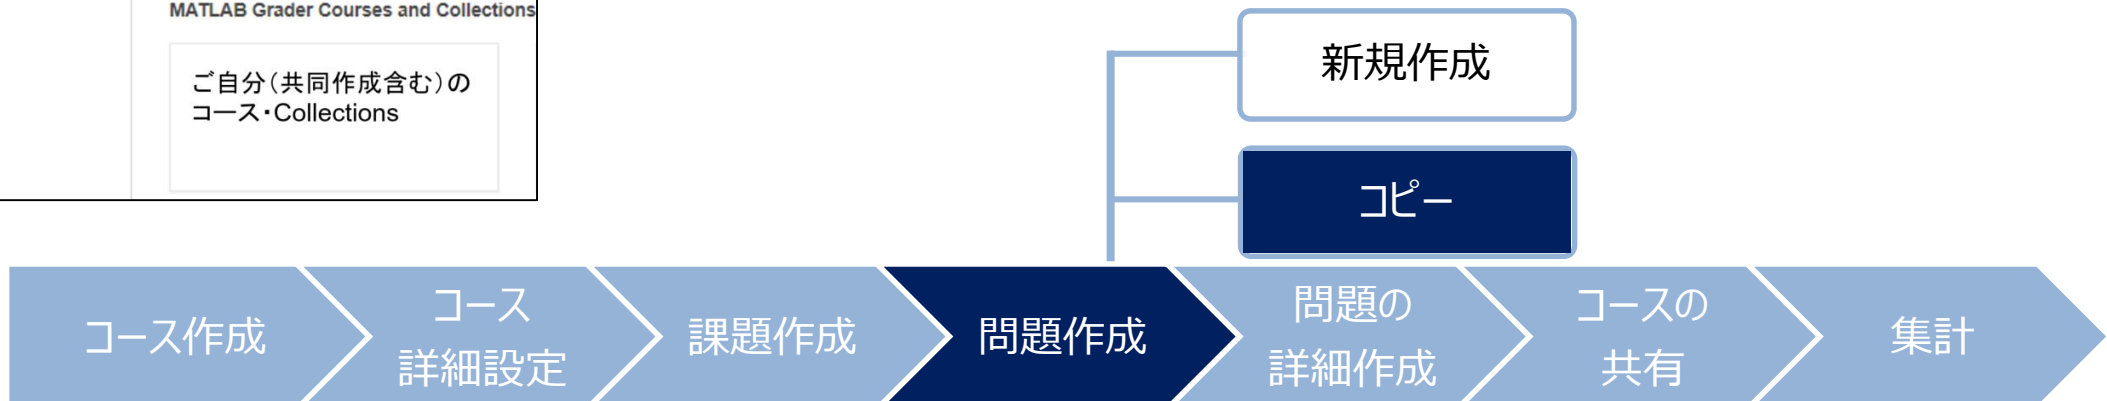 MATLAB Grader Courses and Collections
ご自分(共同作成含む)の
コース・Collections
新規作成
コピー
コース作成
コース
詳細設定
課題作成
問題作成
問題の
詳細作成
コースの
共有
集計